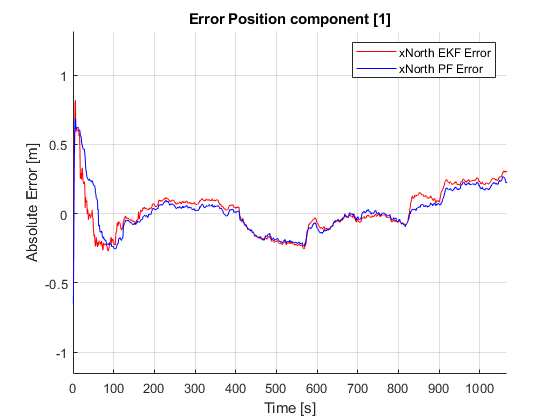 Error Position component [1]
xNorth EKF Error
xNorth PF Error
Absolute Error [m]
1
0.5
0
-0.5
-1
0 100 200 300 400 500 600 700 800 900 1000
Time [s]